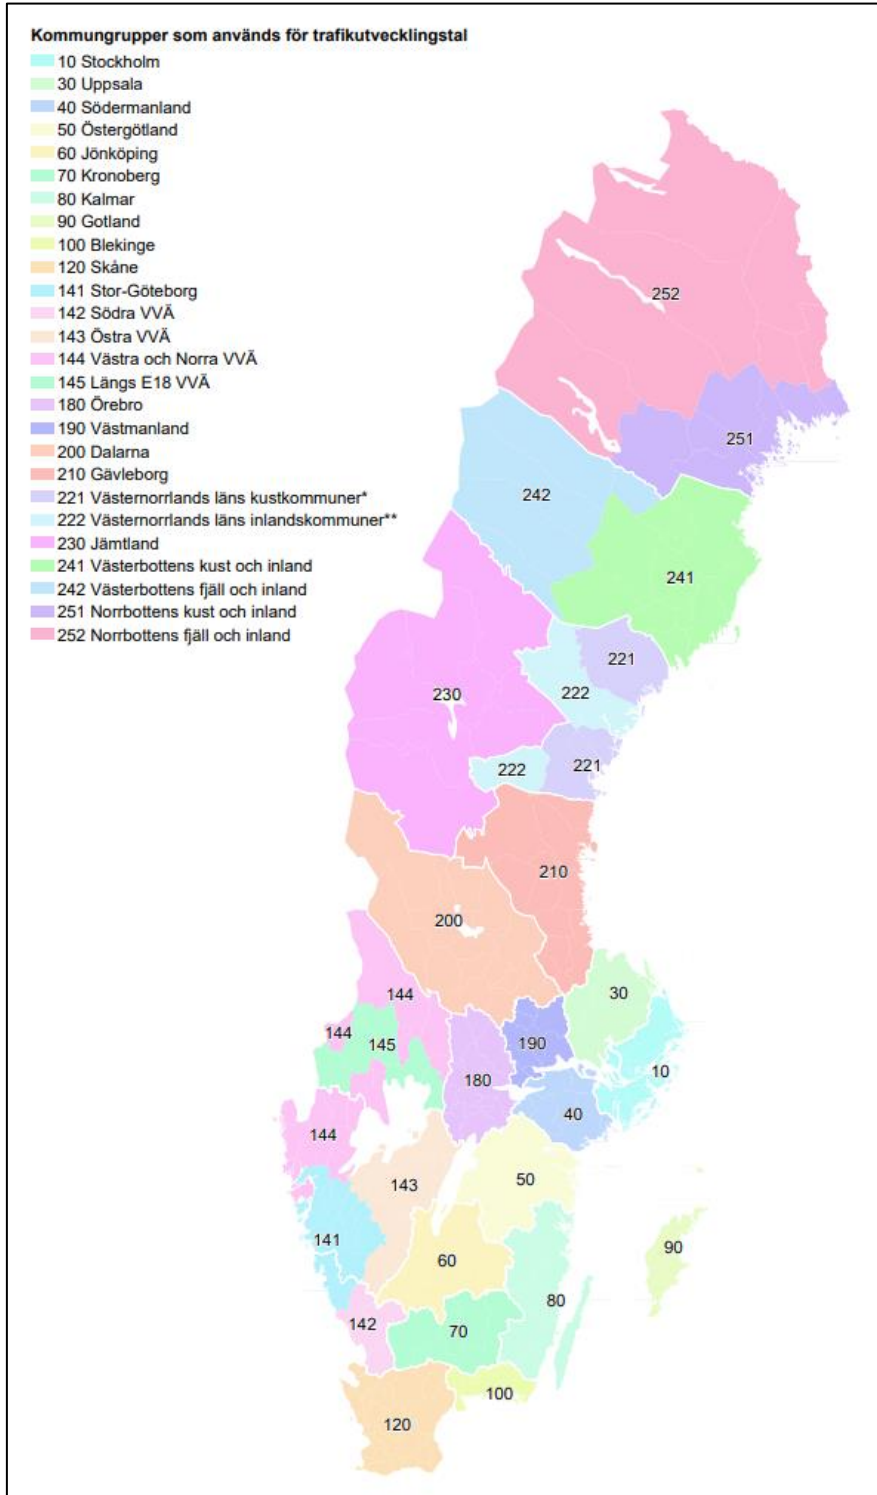 Kommungrupper som används för trafikutvecklingstal
10 Stockholm
30 Uppsala
40 Södermanland
50 Östergötland
60 Jönköping
70 Kronoberg
80 Kalmar
90 Gotland
100 Blekinge
120 Skåne
141 Stor-Göteborg
142 Södra VVÄ
143 Östra VVÄ
144 Västra och Norra VVÄ
145 Längs E18 VVÄ
180 Örebro
190 Västmanland
200 Dalarna
210 Gävleborg
221 Västernorrlands läns kustkommuner*
222 Västernorrlands läns inlandskommuner**
230 Jämtland
241 Västerbottens kust och inland
242 Västerbottens fjäll och inland
251 Norrbottens kust och inland
252 Norrbottens fjäll och inland
252
251
242
241
221
222
230
221
222
210
200
30
144
144
145
190
10
180
40
144
50
143
141
90
60
80
142
70
100
120